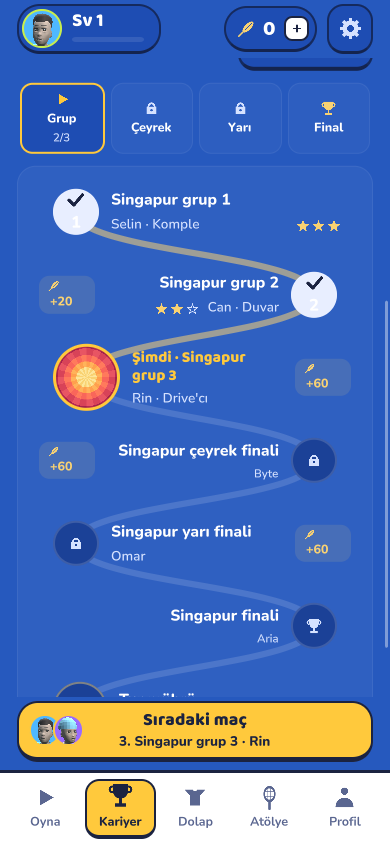 Sv 1
0
+
Grup
2/3
Çeyrek
Yarı
Final
Singapur grup 1
1
Selin · Komple
Singapur grup 2
2
+20
Can · Duvar
Şimdi · Singapur
grup 3
+60
Rin · Drive'cı
Singapur çeyrek finali
+60
Byte
Singapur yarı finali
+60
Omar
Singapur finali
Aria
Sıradaki maç
3. Singapur grup 3 · Rin
Oyna
Kariyer
Dolap
Atölye
Profil